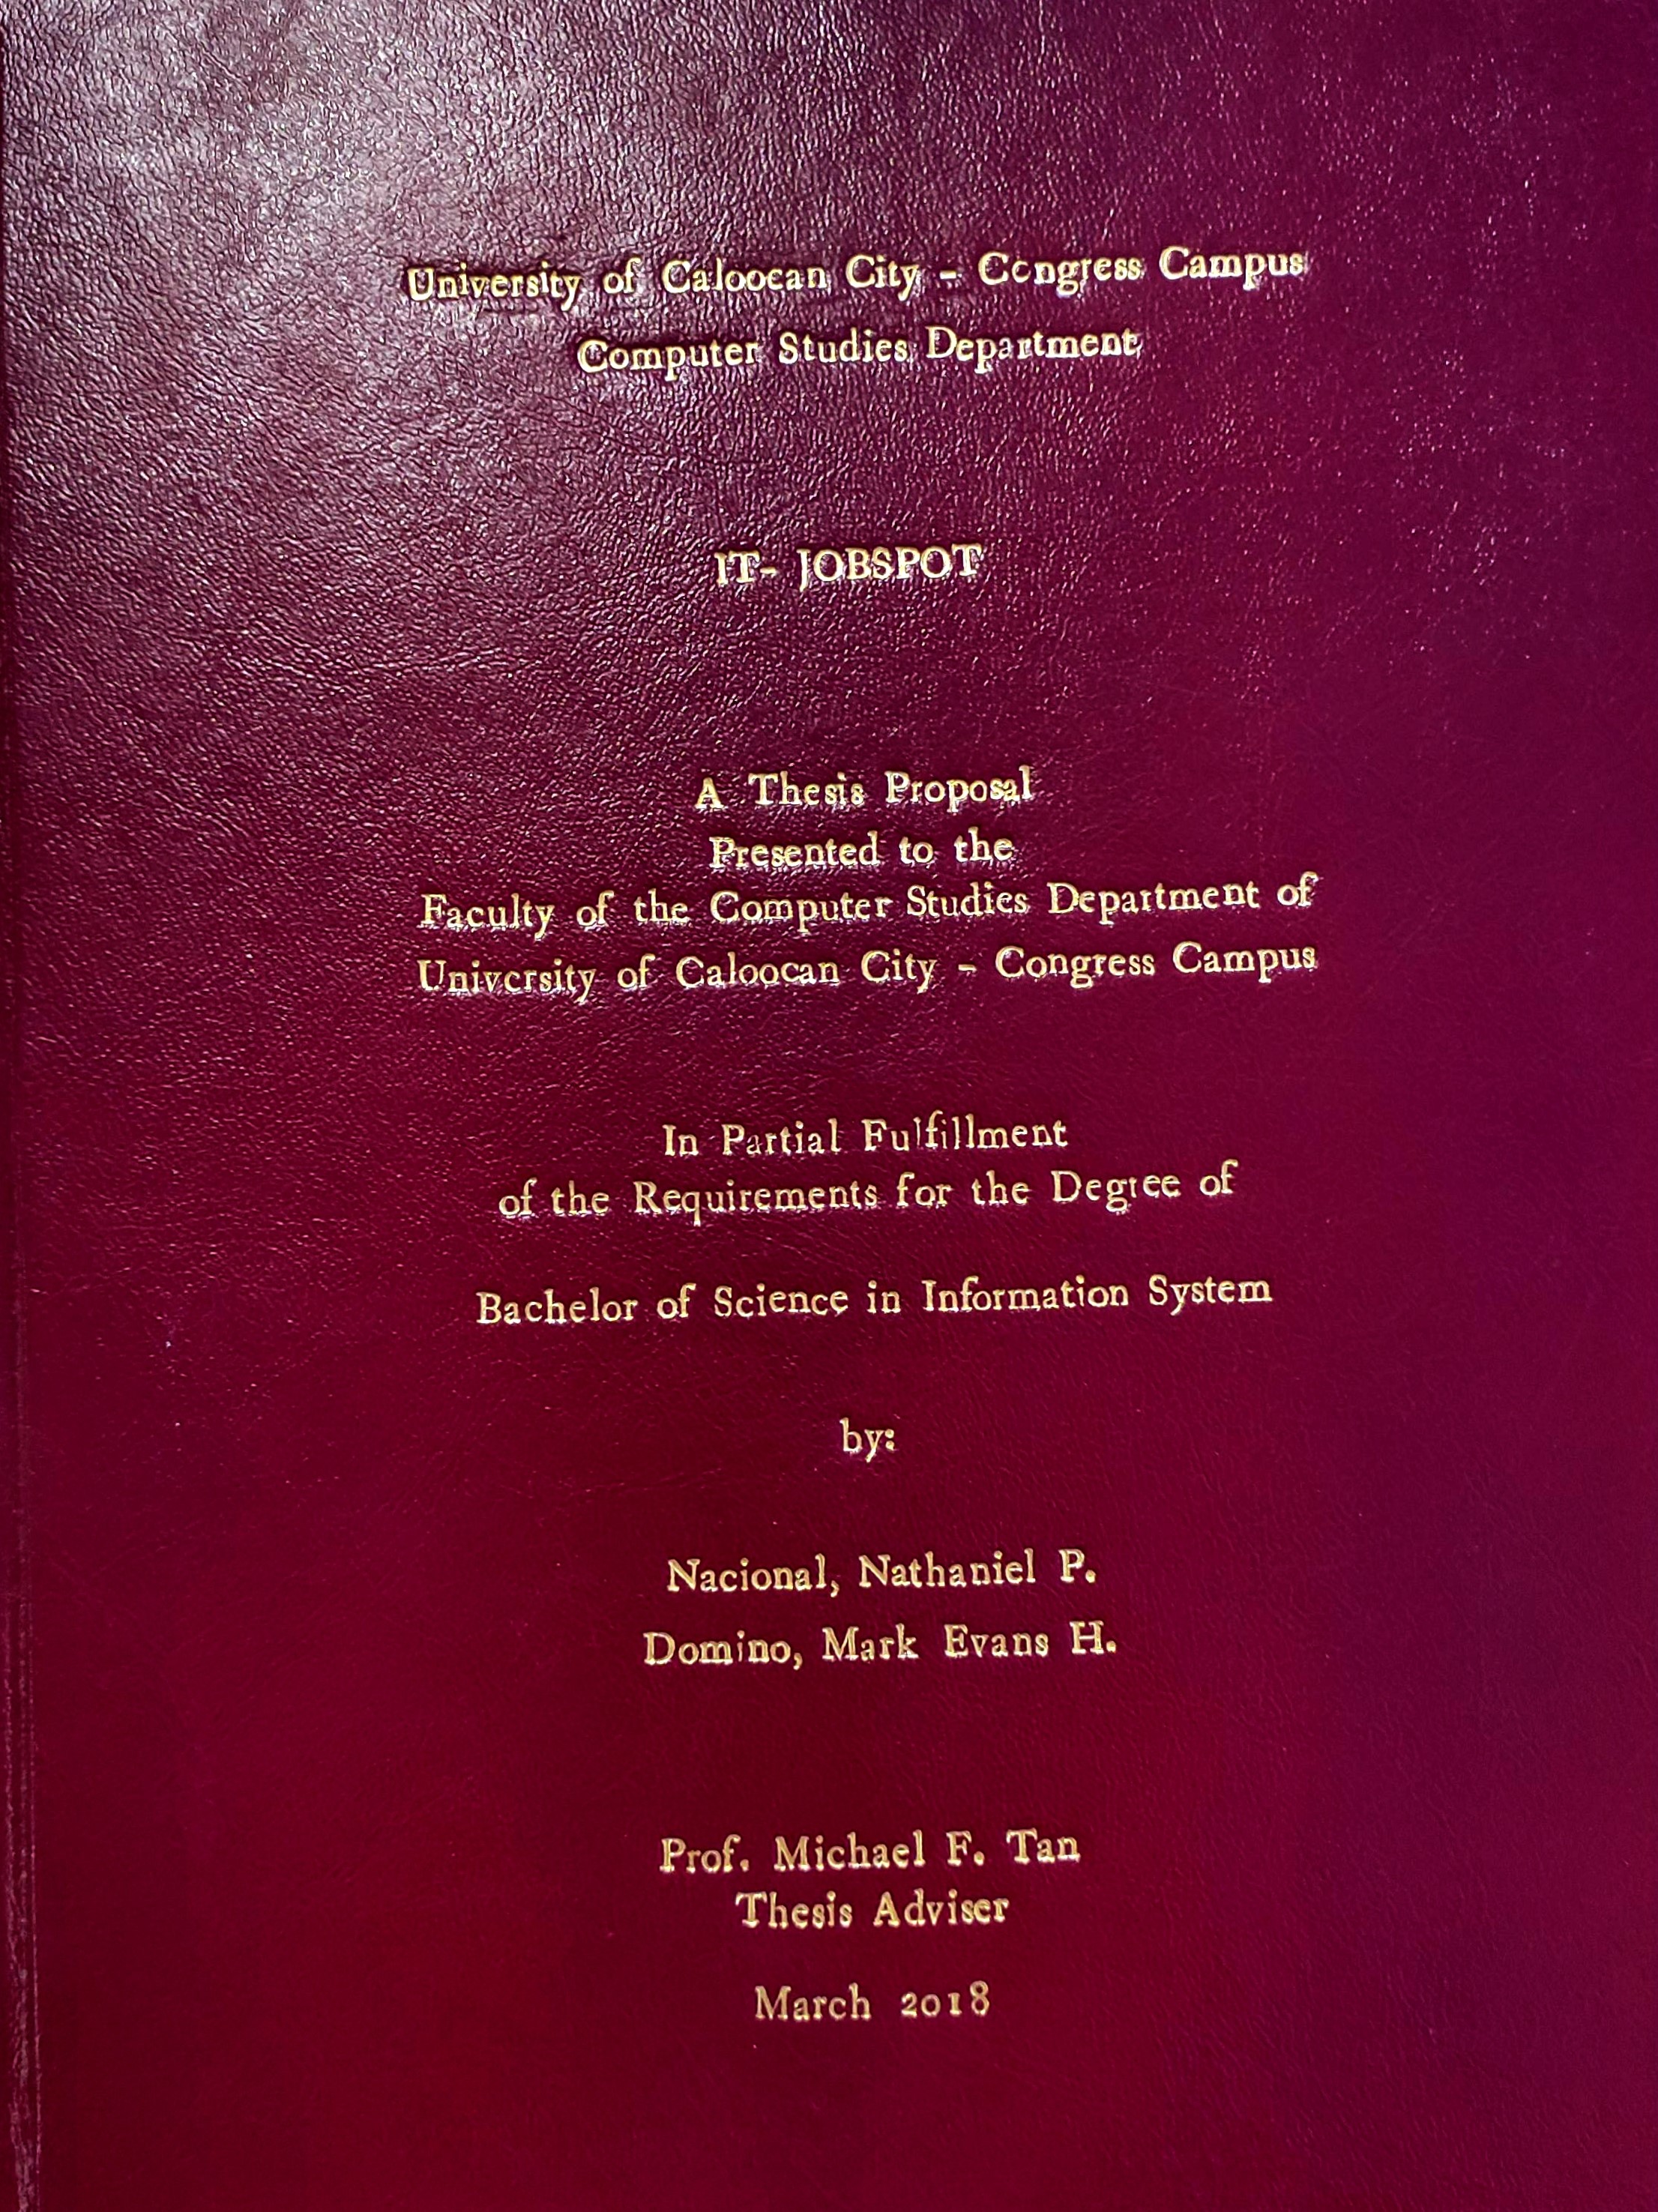 University of Caloocan City - Congress Campus
Computer Studies Department
IT- JOBSPOT
A Thesis Proposal
Presented to the
Faculty of the Computer Studies Department of
University of Caloocan City - Congress Campus
In Partial Fulfillment
of the Requirements for the Degree of
Bachelor of Science in Information System
by:
Nacional, Nathaniel P.
Domino, Mark Evans H.
Prof. Michael F. Tan
Thesis Adviser
March 2018